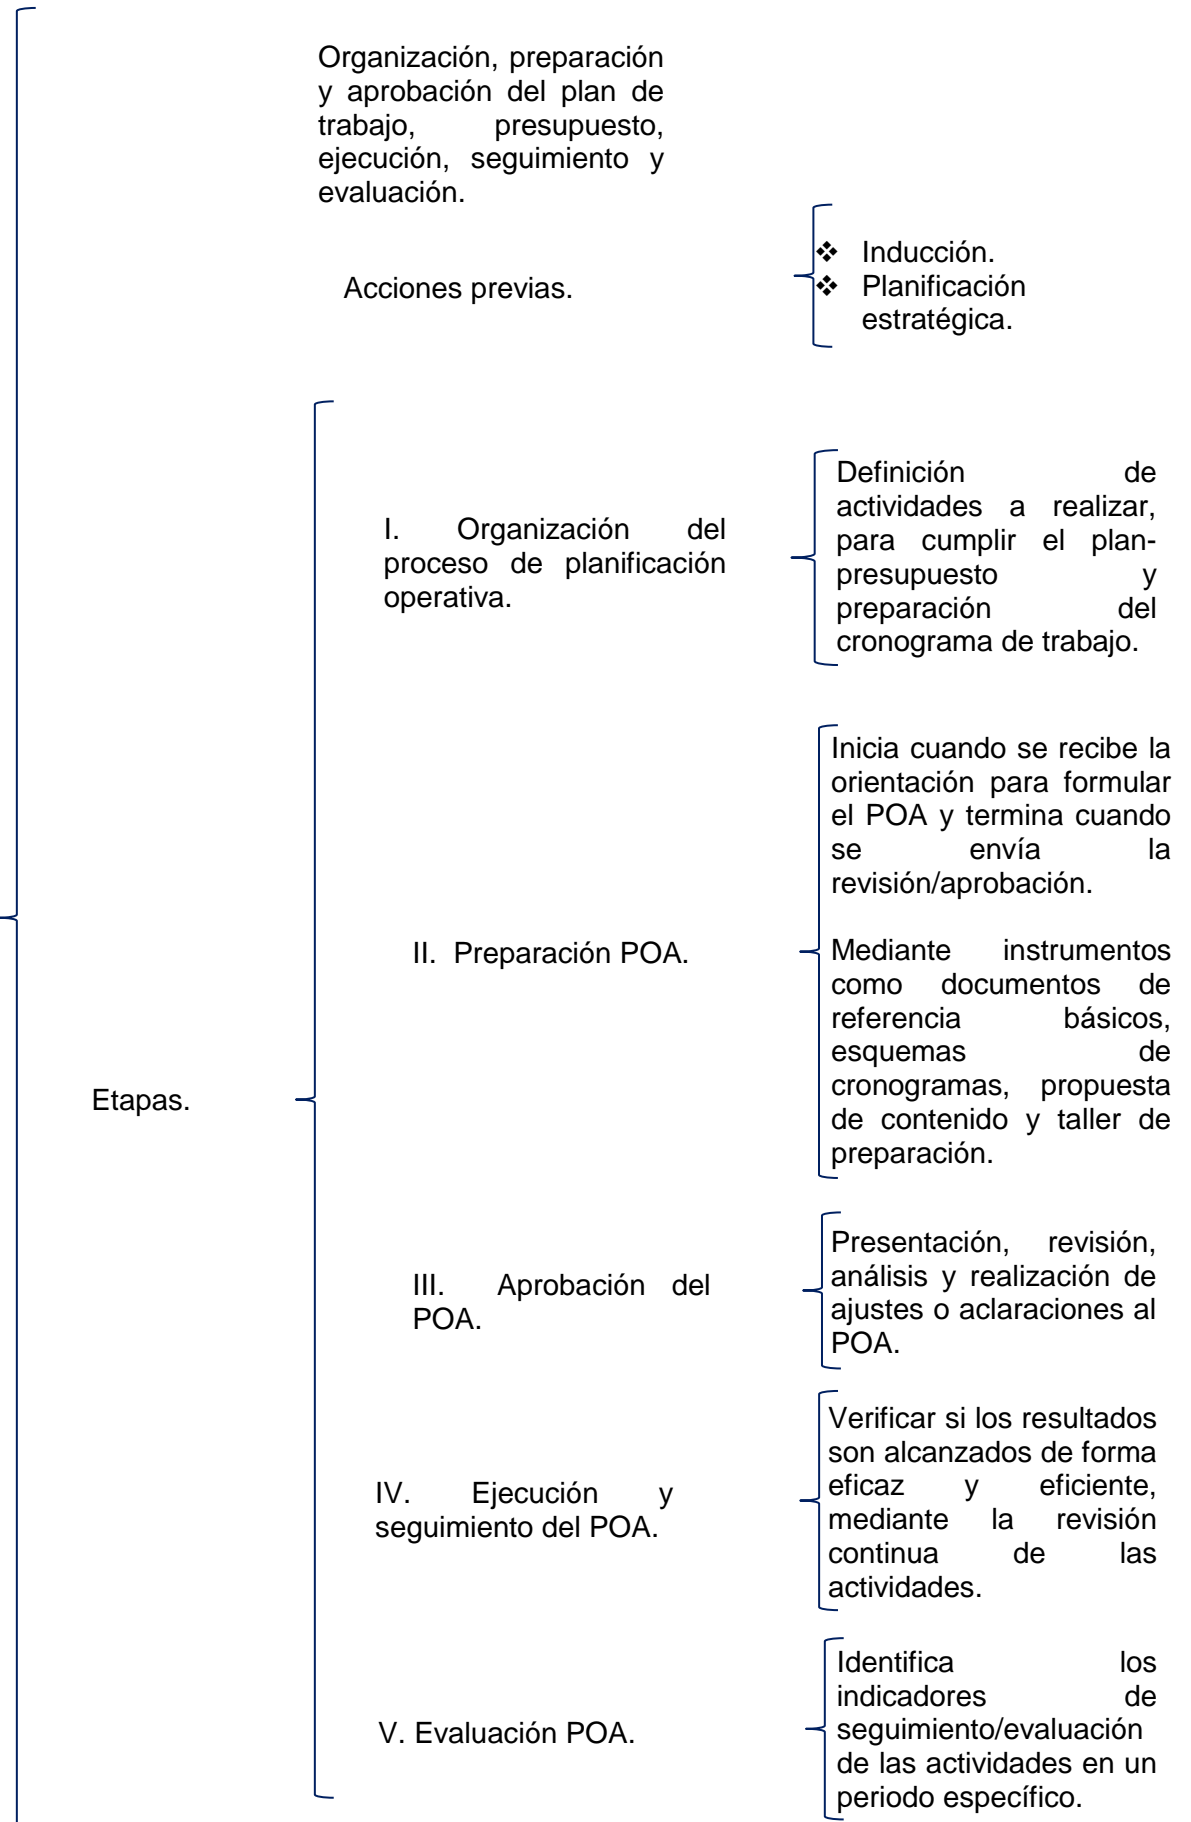 Organización, preparación
y aprobación del plan de
trabajo, presupuesto,
ejecución, seguimiento y
evaluación.
Acciones previas.
❖ Inducción.
❖ Planificación
estratégica.
Etapas.
I. Organización del
proceso de planificación
operativa.
Definición de
actividades a realizar,
para cumplir el plan-
presupuesto y
preparación del
cronograma de trabajo.
II. Preparación POA.
Inicia cuando se recibe la
orientación para formular
el POA y termina cuando
se envía la
revisión/aprobación.
Mediante instrumentos
como documentos de
referencia básicos,
esquemas de
cronogramas, propuesta
de contenido y taller de
preparación.
III. Aprobación del
POA.
Presentación, revisión,
análisis y realización de
ajustes o aclaraciones al
POA.
IV. Ejecución y
seguimiento del POA.
Verificar si los resultados
son alcanzados de forma
eficaz y eficiente,
mediante la revisión
continua de las
actividades.
V. Evaluación POA.
Identifica los
indicadores de
seguimiento/evaluación
de las actividades en un
periodo específico.